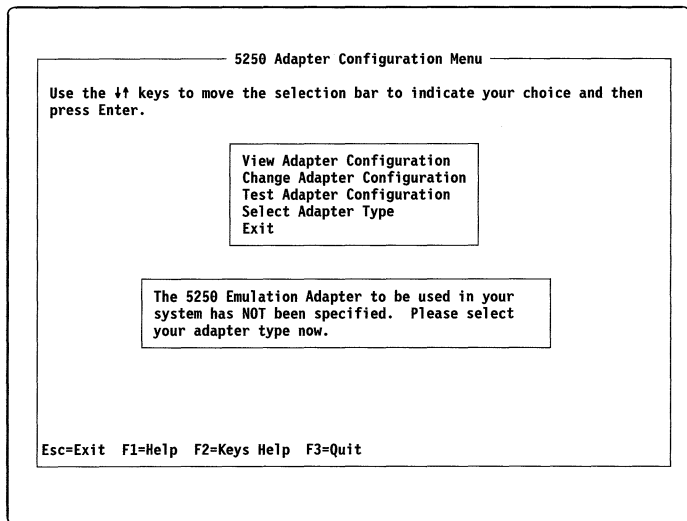 5250 Adapter Configuration Menu
Use the ↓↑ keys to move the selection bar to indicate your choice and then
press Enter.
View Adapter Configuration
Change Adapter Configuration
Test Adapter Configuration
Select Adapter Type
Exit
The 5250 Emulation Adapter to be used in your
system has NOT been specified. Please select
your adapter type now.
Esc=Exit F1=Help F2=Keys Help F3=Quit